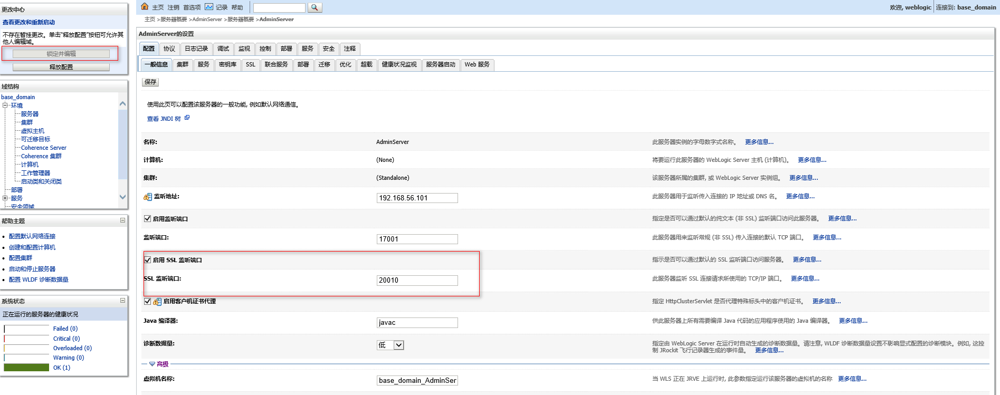 更改中心
查看更改和重新启动
不存在暂挂更改。单击“释放配置”按钮可允许其
他人编辑域。
锁定并编辑
释放配置
域结构
base_domain
环境
服务器
集群
虚拟主机
可迁移目标
Coherence Server
Coherence 集群
计算机
工作管理器
启动类和关闭类
部署
服务
安全领域
帮助主题
配置默认网络连接
创建和配置计算机
配置集群
启动和停止服务器
配置 WLDF 诊断数据量
系统状态
正在运行的服务器的健康状况
Failed (0)
Critical (0)
Overloaded (0)
Warning (0)
OK (1)
主页 注销 首选项 记录 帮助
欢迎, weblogic 连接到: base_domain
主页 >服务器概要 >AdminServer >服务器概要 >AdminServer
AdminServer的设置
配置 协议 日志记录 调试 监视 控制 部署 服务 安全 注释
一般信息 集群 服务 密钥库 SSL 联合服务 部署 迁移 优化 超载 健康状况监视 服务器启动 Web 服务
保存
使用此页可以配置该服务器的一般功能, 例如默认网络通信。
查看 JNDI 树
名称: AdminServer 此服务器实例的字母数字式名称。 更多信息...
计算机: (None) 将要运行此服务器的 WebLogic Server 主机 (计算机)。 更多信息...
集群: (Standalone) 该服务器所属的集群, 或 WebLogic Server 实例组。 更多信息...
监听地址: 192.168.56.101 此服务器用于监听传入连接的 IP 地址或 DNS 名。 更多信息...
启用监听端口 指定是否可以通过默认的纯文本 (非 SSL) 监听端口访问此服务器。 更多信息...
监听端口: 17001 此服务器用来监听常规 (非 SSL) 传入连接的默认 TCP 端口。 更多信息...
启用 SSL 监听端口 指示是否可以通过默认的 SSL 监听端口访问服务器。 更多信息...
SSL 监听端口: 20010 此服务器监听 SSL 连接请求所使用的 TCP/IP 端口。 更多信息...
启用客户机证书代理 指定 HttpClusterServlet 是否代理特殊标头中的客户机证书。 更多信息...
Java 编译器: javac 供此服务器上所有需要编译 Java 代码的应用程序使用的 Java 编译器。 更多信息...
诊断数据量: 低 指定由 WebLogic Server 在运行时自动生成的诊断数据量。请注意, WLDF 诊断数据量设置不影响显式配置的诊断模块。例如, 这控
制 JRockit 飞行记录器生成的事件量。 更多信息...
高级
虚拟机名称: base_domain_AdminSer 当 WLS 正在 JRVE 上运行时, 此参数指定运行该服务器的虚拟机的名称 更多信息...